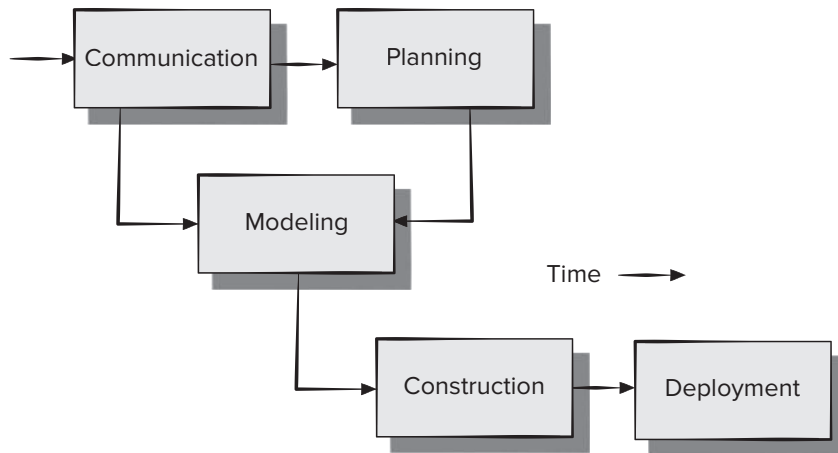 Communication
Planning
Modeling
Time
Construction
Deployment